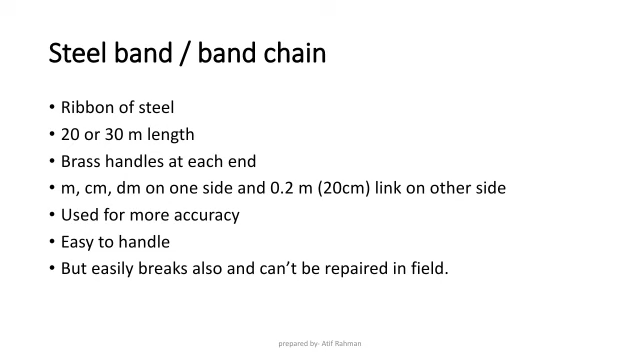 Steel band / band chain
• Ribbon of steel
• 20 or 30 m length
• Brass handles at each end
• m, cm, dm on one side and 0.2 m (20cm) link on other side
• Used for more accuracy
• Easy to handle
• But easily breaks also and can’t be repaired in field.
prepared by- Atif Rahman